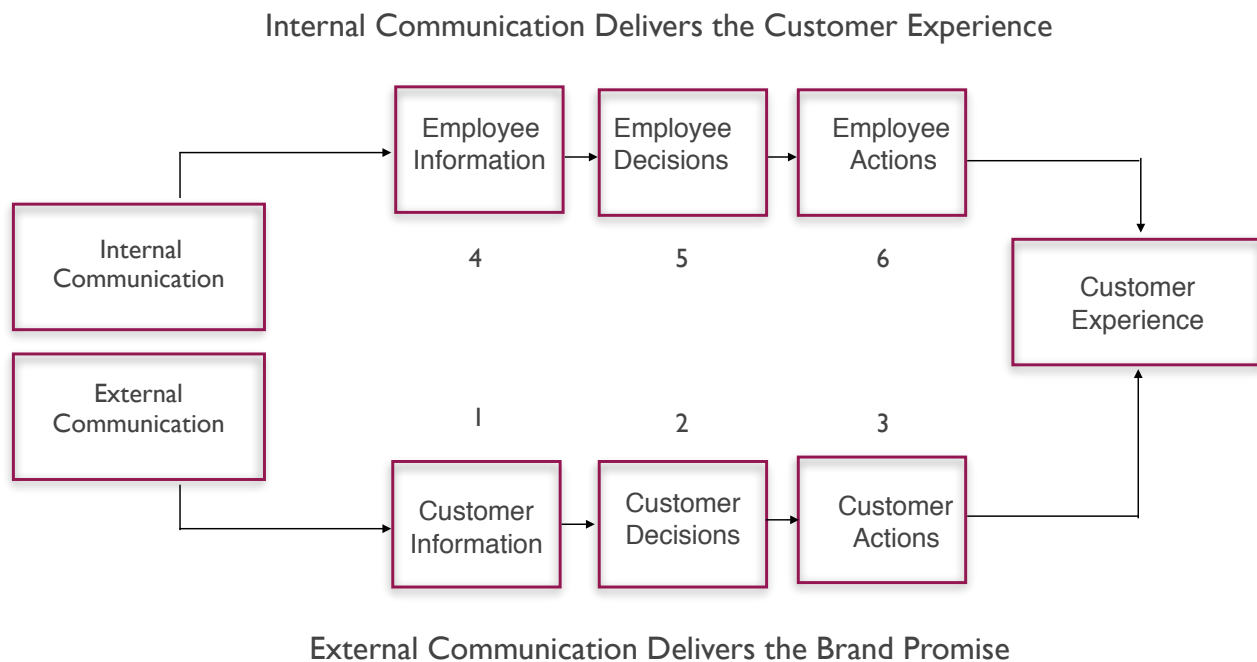 Internal Communication Delivers the Customer Experience
Employee
Information
Employee
Decisions
Employee
Actions
Internal
Communication
4
5
6
Customer
Experience
External
Communication
1
2
3
Customer
Information
Customer
Decisions
Customer
Actions
External Communication Delivers the Brand Promise